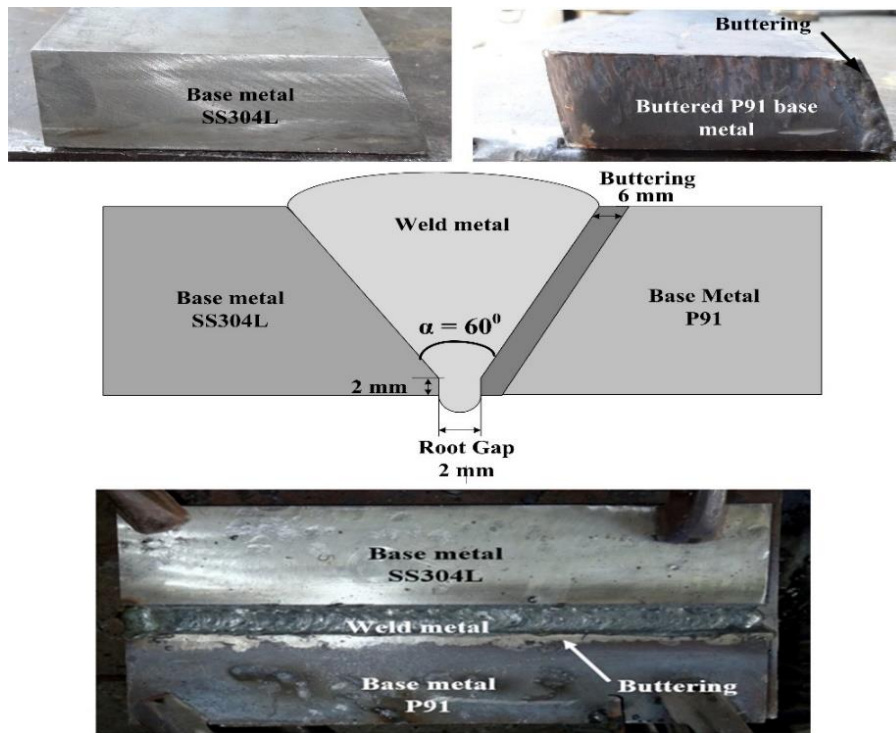 Base metal
SS304L
Buttering
Buttered P91 base
metal
Buttering
6 mm
Weld metal
Base metal
SS304L
Base Metal
P91
α = 60⁰
2 mm
Root Gap
2 mm
Base metal
SS304L
Weld metal
Buttering
Base metal
P91